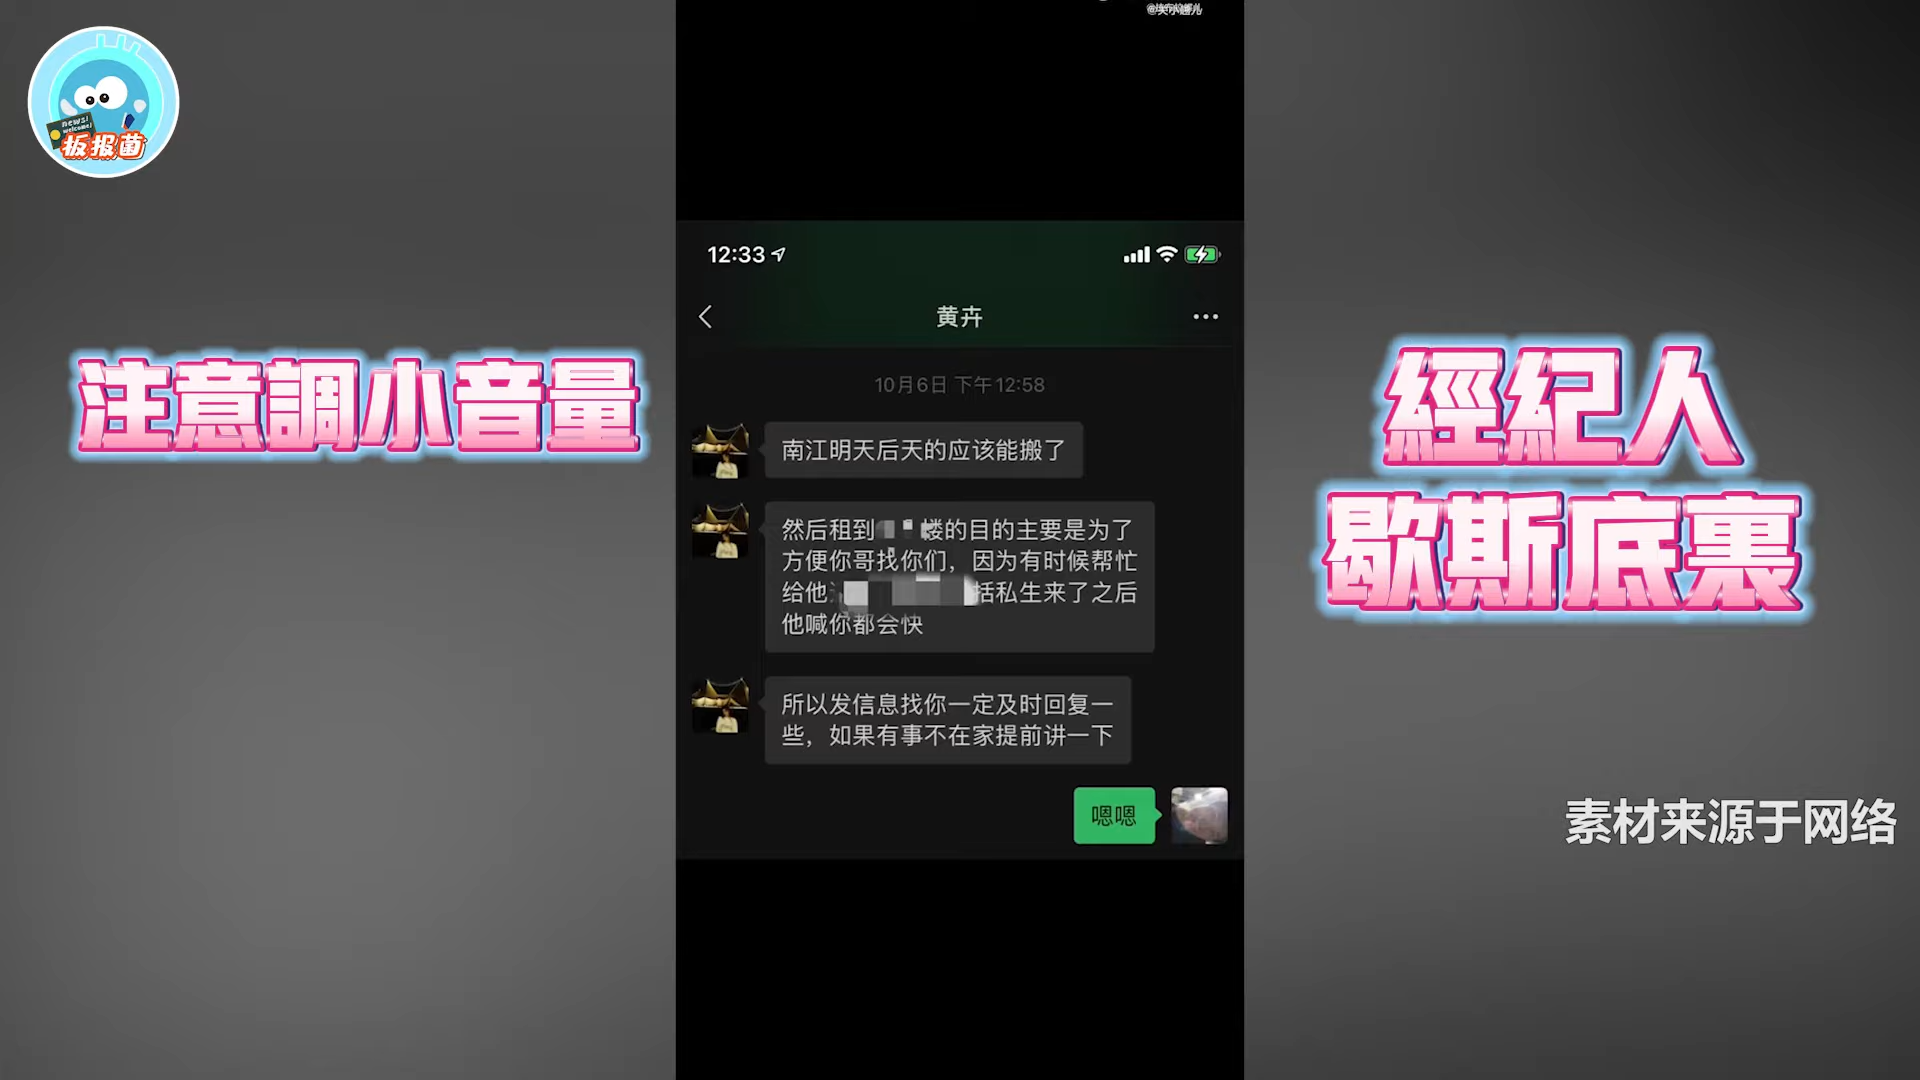 news!
welcome!
板报菌
注意調小音量
12:33
黄卉
10月6日 下午12:58
南江明天后天的应该能搬了
然后租到 楼的目的主要是为了
方便你哥找你们，因为有时候帮忙
给他 括私生来了之后
他喊你都会快
所以发信息找你一定及时回复一
些，如果有事不在家提前讲一下
嗯嗯
經紀人
歇斯底裏
素材来源于网络